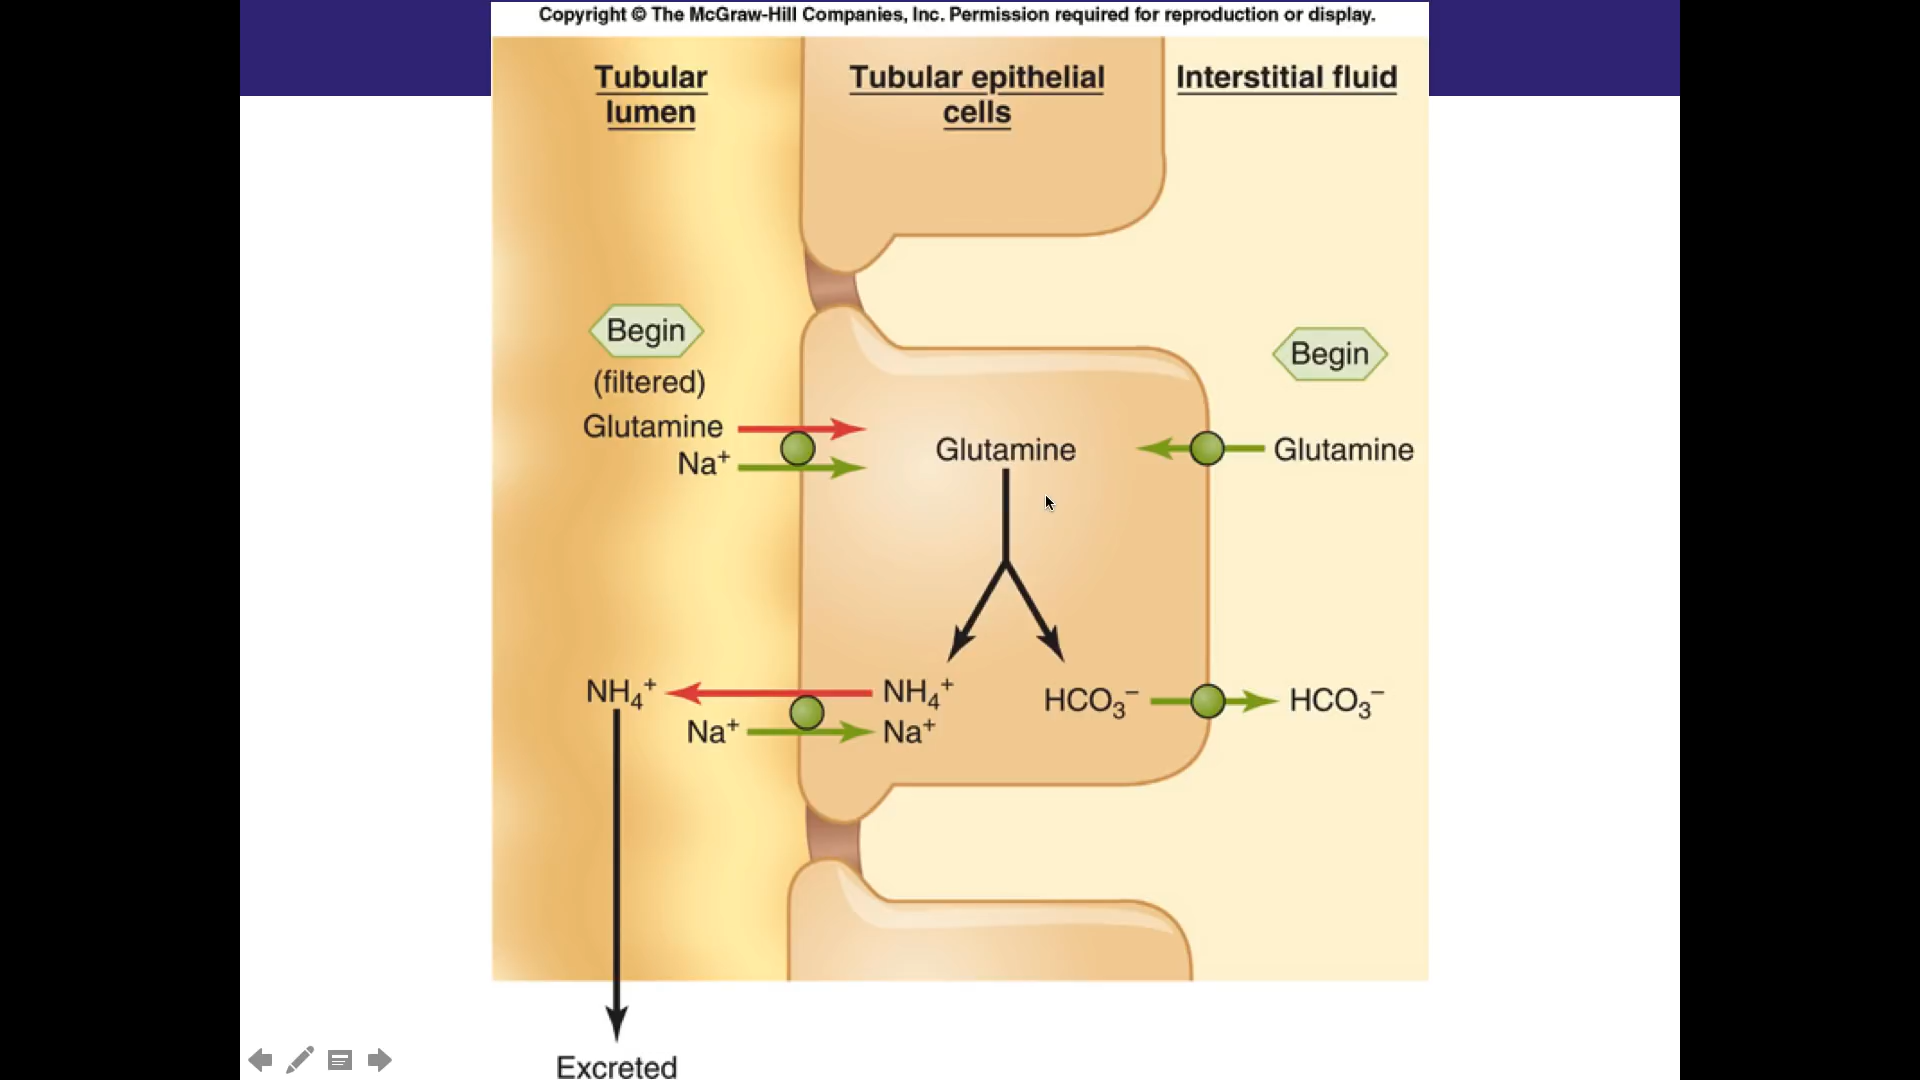 Copyright © The McGraw-Hill Companies, Inc. Permission required for reproduction or display.
Tubular lumen
Tubular epithelial cells
Interstitial fluid
Begin
(filtered)
Begin
Glutamine
Na⁺
Glutamine
Glutamine
NH₄⁺
Na⁺
NH₄⁺
Na⁺
HCO₃⁻
HCO₃⁻
Excreted